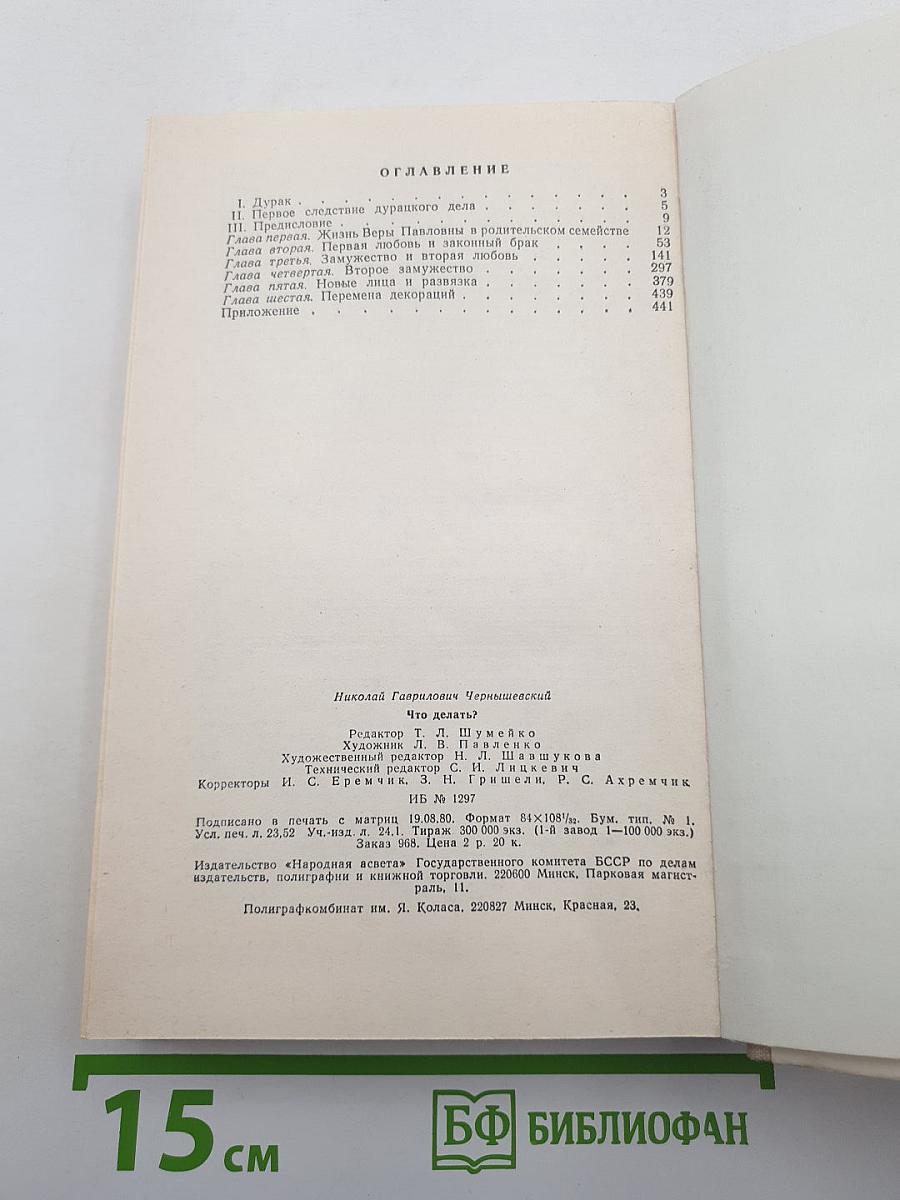 ОГЛАВЛЕНИЕ
I. Дурак . . . . . . . . . . . . . 3
II. Первое следствие дурацкого дела . . . . . . 5
III. Предисловие . . . . . . . . . . . . 9
Глава первая. Жизнь Веры Павловны в родительском семействе 12
Глава вторая. Первая любовь и законный брак . . . . 53
Глава третья. Замужество и вторая любовь . . . . . 141
Глава четвертая. Второе замужество . . . . . . 297
Глава пятая. Новые лица и развязка . . . . . . 379
Глава шестая. Перемена декораций . . . . . . . 439
Приложение . . . . . . . . . . . . . 441
Николай Гаврилович Чернышевский
Что делать?
Редактор Т. Л. Шумейко
Художник Л. В. Павленко
Художественный редактор Н. Л. Шавшукова
Технический редактор С. И. Лицкевич
Корректоры И. С. Еремчик, З. Н. Гришели, Р. С. Ахремчик
ИБ № 1297
Подписано в печать с матриц 19.08.80. Формат 84×108¹/₃₂. Бум. тип. № 1.
Усл. печ. л. 23,52 Уч.-изд. л. 24,1. Тираж 300 000 экз. (1-й завод 1—100 000 экз.)
Заказ 968. Цена 2 р. 20 к.
Издательство «Народная асвета» Государственного комитета БССР по делам
издательств, полиграфии и книжной торговли. 220600 Минск, Парковая магист-
раль, 11.
Полиграфкомбинат им. Я. Коласа. 220827 Минск, Красная, 23.
15 см
БФ БИБЛИОФАН